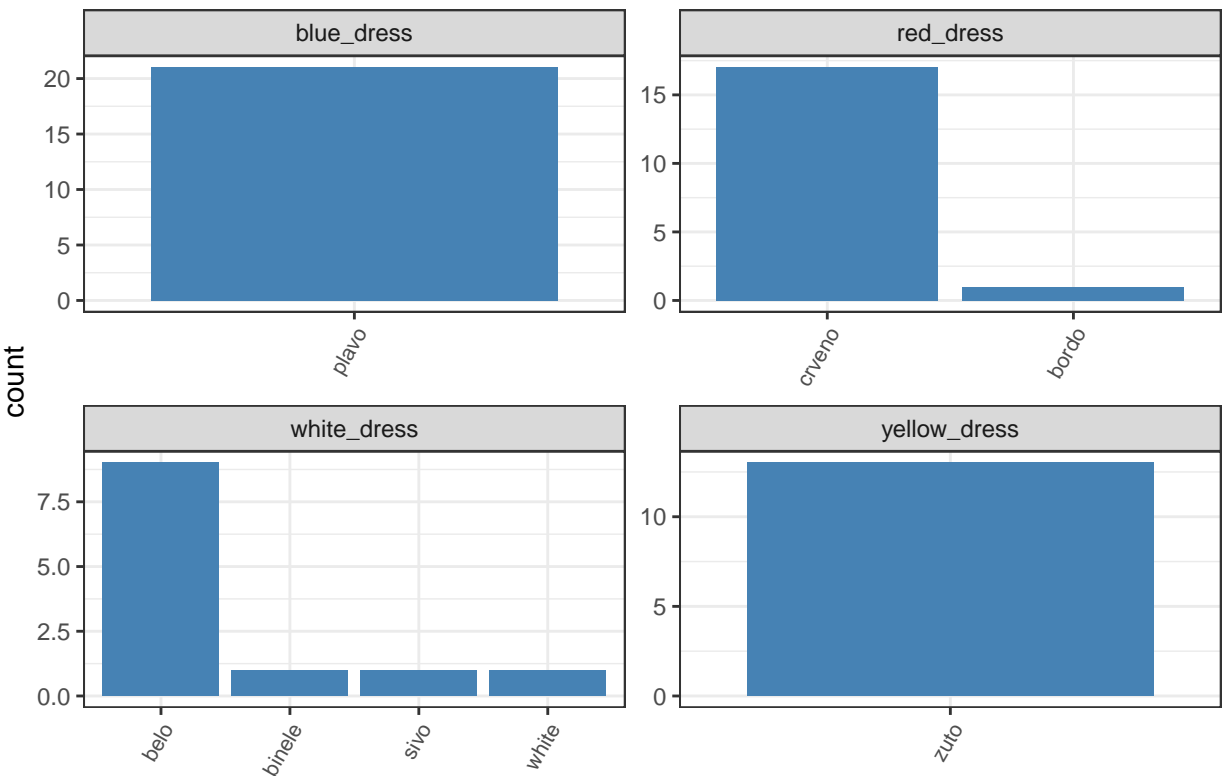 blue_dress
red_dress
20
15
10
5
0
15
10
5
0
plavo
crveno
bordo
count
white_dress
yellow_dress
7.5
5.0
2.5
0.0
10
5
0
belo
binele
sivo
white
zuto